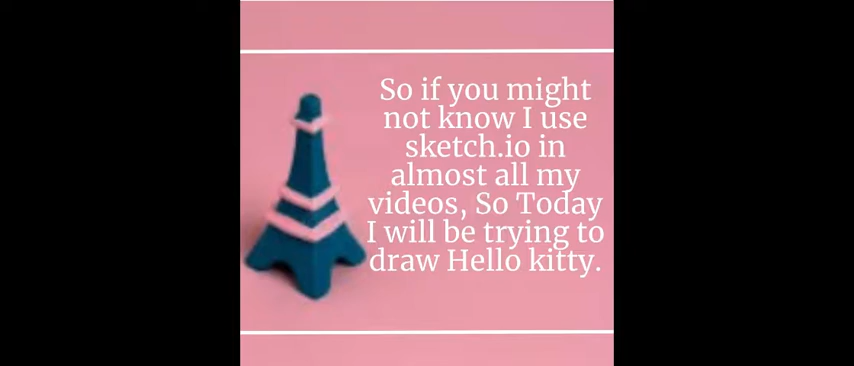 So if you might
not know I use
sketch.io in
almost all my
videos, So Today
I will be trying to
draw Hello kitty.